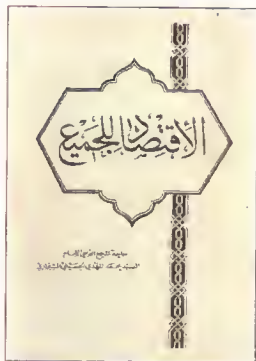 الاقتصاد للجميع
سماحة المرجع الديني الإمام
السيد محمد المهدي الحسيني الشيرازي